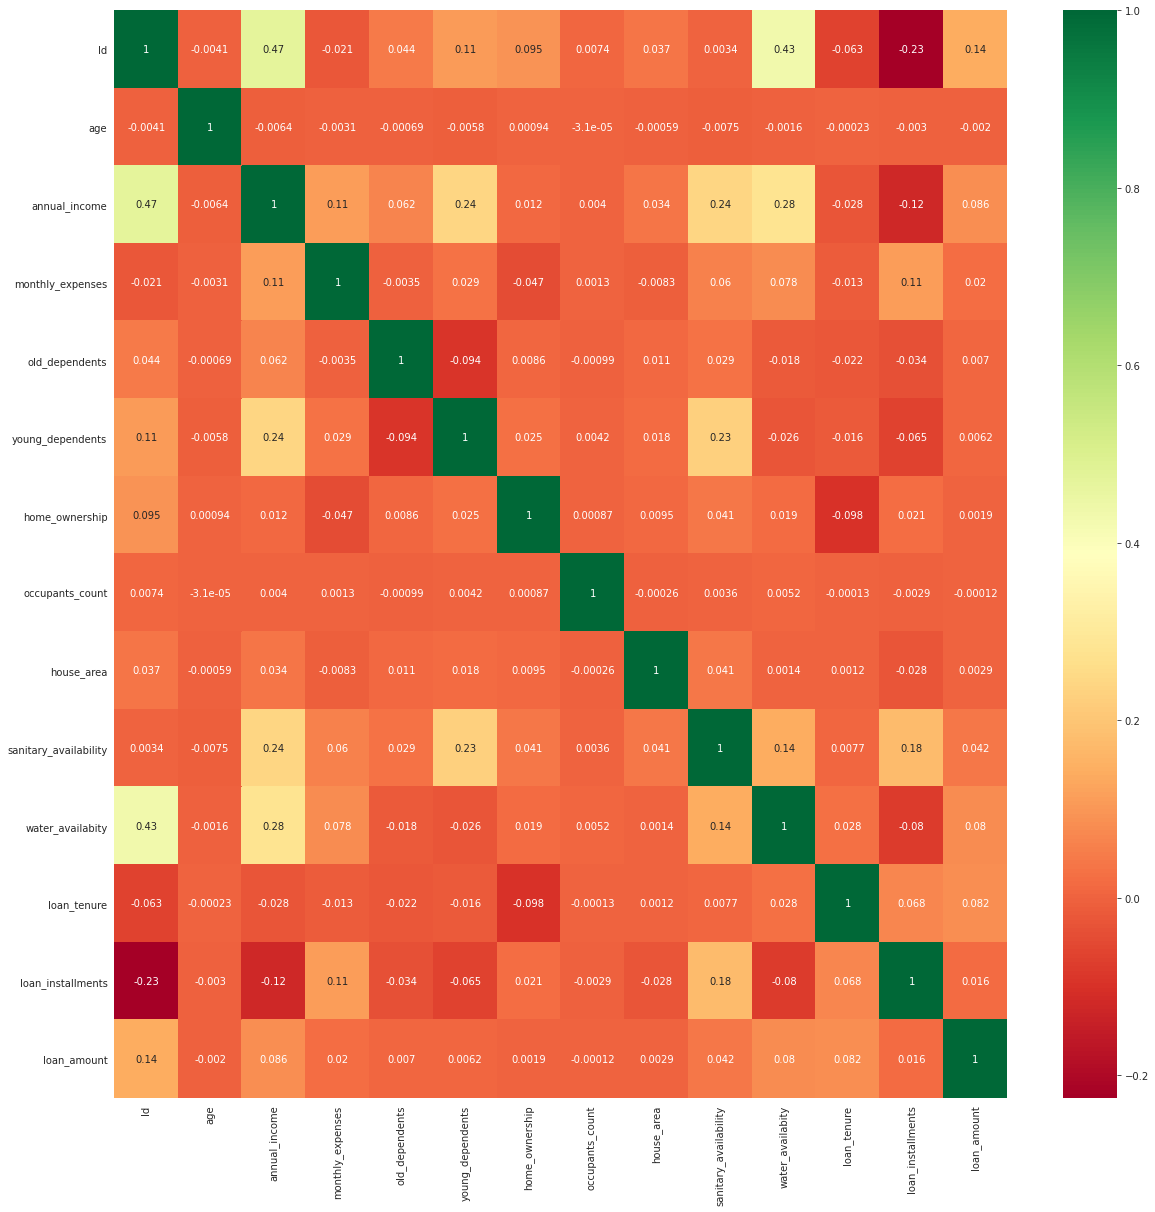 Id 1 -0.0041 0.47 -0.021 0.044 0.11 0.095 0.0074 0.037 0.0034 0.43 -0.063 -0.23 0.14
age -0.0041 1 -0.0064 -0.0031 -0.00069 -0.0058 0.00094 -3.1e-05 -0.00059 -0.0075 -0.0016 -0.00023 -0.003 -0.002
annual_income 0.47 -0.0064 1 0.11 0.062 0.24 0.012 0.004 0.034 0.24 0.28 -0.028 -0.12 0.086
monthly_expenses -0.021 -0.0031 0.11 1 -0.0035 0.029 -0.047 0.0013 -0.0083 0.06 0.078 -0.013 0.11 0.02
old_dependents 0.044 -0.00069 0.062 -0.0035 1 -0.094 0.0086 -0.00099 0.011 0.029 -0.018 -0.022 -0.034 0.007
young_dependents 0.11 -0.0058 0.24 0.029 -0.094 1 0.025 0.0042 0.018 0.23 -0.026 -0.016 -0.065 0.0062
home_ownership 0.095 0.00094 0.012 -0.047 0.0086 0.025 1 0.00087 0.0095 0.041 0.019 -0.098 0.021 0.0019
occupants_count 0.0074 -3.1e-05 0.004 0.0013 -0.00099 0.0042 0.00087 1 -0.00026 0.0036 0.0052 -0.00013 -0.0029 -0.00012
house_area 0.037 -0.00059 0.034 -0.0083 0.011 0.018 0.0095 -0.00026 1 0.041 0.0014 0.0012 -0.028 0.0029
sanitary_availability 0.0034 -0.0075 0.24 0.06 0.029 0.23 0.041 0.0036 0.041 1 0.14 0.0077 0.18 0.042
water_availabity 0.43 -0.0016 0.28 0.078 -0.018 -0.026 0.019 0.0052 0.0014 0.14 1 0.028 -0.08 0.08
loan_tenure -0.063 -0.00023 -0.028 -0.013 -0.022 -0.016 -0.098 -0.00013 0.0012 0.0077 0.028 1 0.068 0.082
loan_installments -0.23 -0.003 -0.12 0.11 -0.034 -0.065 0.021 -0.0029 -0.028 0.18 -0.08 0.068 1 0.016
loan_amount 0.14 -0.002 0.086 0.02 0.007 0.0062 0.0019 -0.00012 0.0029 0.042 0.08 0.082 0.016 1
Id
age
annual_income
monthly_expenses
old_dependents
young_dependents
home_ownership
occupants_count
house_area
sanitary_availability
water_availabity
loan_tenure
loan_installments
loan_amount
1.0
0.8
0.6
0.4
0.2
0.0
−0.2